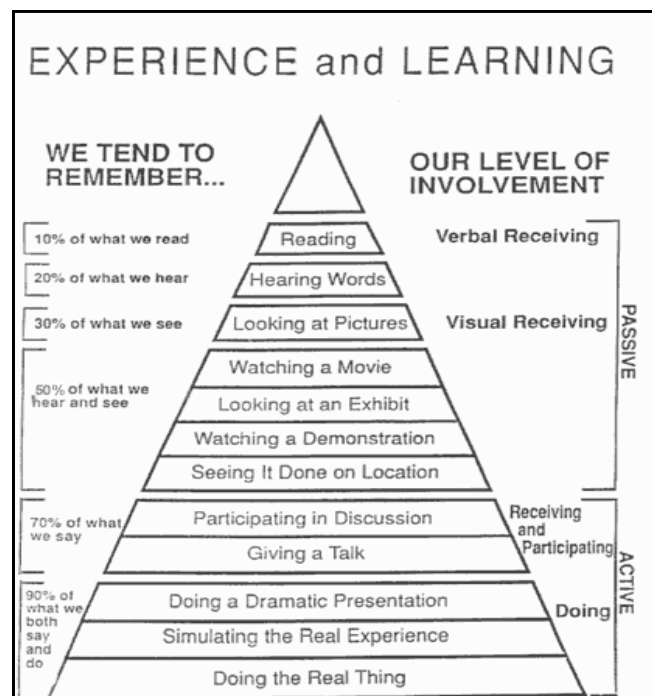 EXPERIENCE and LEARNING
WE TEND TO
REMEMBER...
OUR LEVEL OF
INVOLVEMENT
10% of what we read
Reading
Verbal Receiving
20% of what we hear
Hearing Words
30% of what we see
Looking at Pictures
Visual Receiving
PASSIVE
50% of what we
hear and see
Watching a Movie
Looking at an Exhibit
Watching a Demonstration
Seeing It Done on Location
70% of what
we say
Participating in Discussion
Giving a Talk
Receiving
and
Participating
ACTIVE
90% of
what we
both
say
and
do
Doing a Dramatic Presentation
Simulating the Real Experience
Doing the Real Thing
Doing